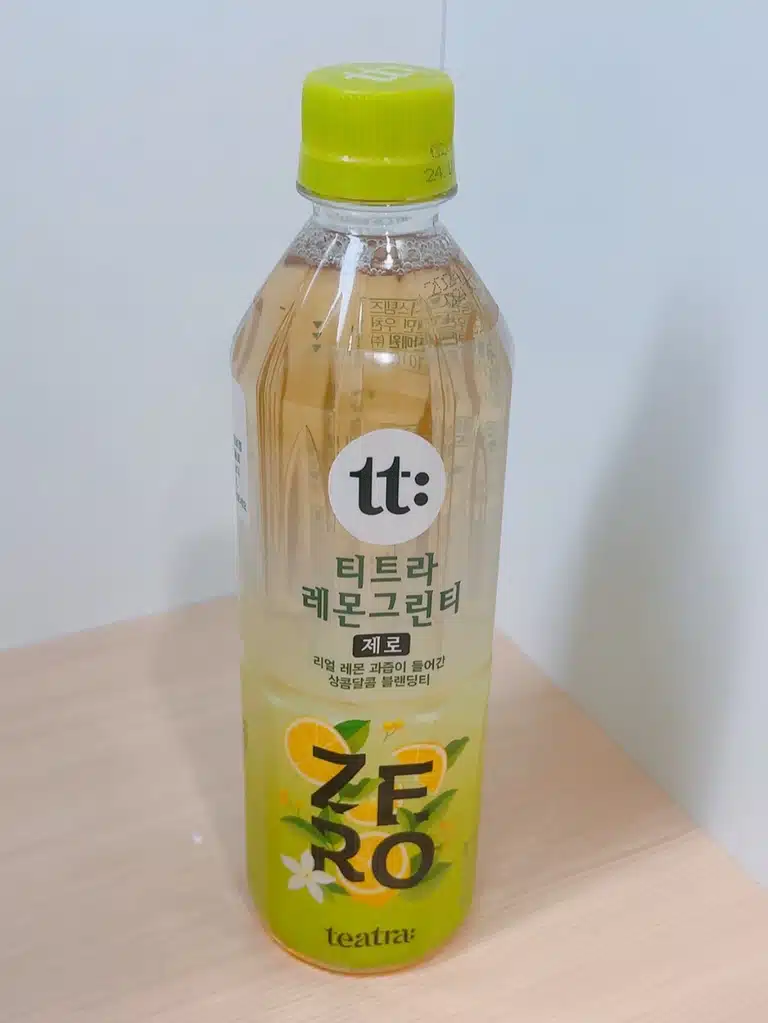 tt:
티트라
레몬그린티
제로
리얼 레몬 과즙이 들어간
상콤달콤 블랜딩티
ZE
RO
teatra: